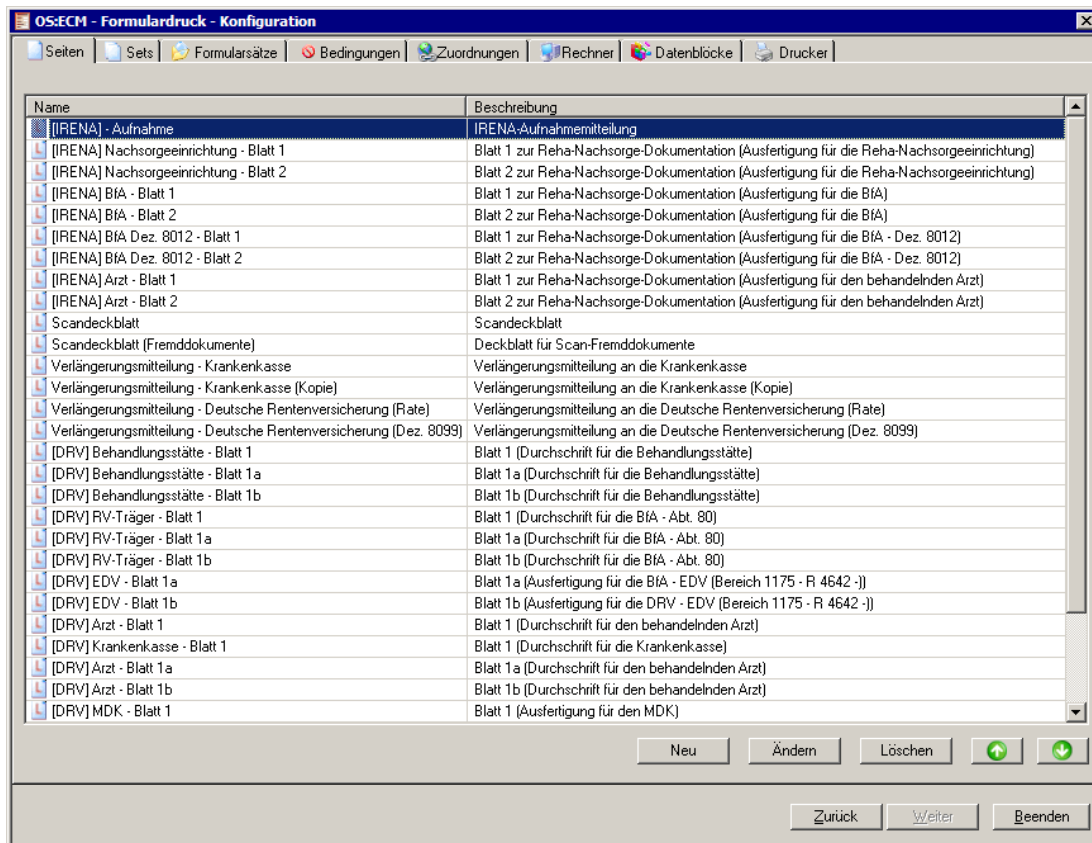 OS:ECM - Formulardruck - Konfiguration
Seiten Sets Formularsätze Bedingungen Zuordnungen Rechner Datenblöcke Drucker
Name Beschreibung
[IRENA] - Aufnahme IRENA-Aufnahmemitteilung
[IRENA] Nachsorgeeinrichtung - Blatt 1 Blatt 1 zur Reha-Nachsorge-Dokumentation (Ausfertigung für die Reha-Nachsorgeeinrichtung)
[IRENA] Nachsorgeeinrichtung - Blatt 2 Blatt 2 zur Reha-Nachsorge-Dokumentation (Ausfertigung für die Reha-Nachsorgeeinrichtung)
[IRENA] BfA - Blatt 1 Blatt 1 zur Reha-Nachsorge-Dokumentation (Ausfertigung für die BfA)
[IRENA] BfA - Blatt 2 Blatt 2 zur Reha-Nachsorge-Dokumentation (Ausfertigung für die BfA)
[IRENA] BfA Dez. 8012 - Blatt 1 Blatt 1 zur Reha-Nachsorge-Dokumentation (Ausfertigung für die BfA - Dez. 8012)
[IRENA] BfA Dez. 8012 - Blatt 2 Blatt 2 zur Reha-Nachsorge-Dokumentation (Ausfertigung für die BfA - Dez. 8012)
[IRENA] Arzt - Blatt 1 Blatt 1 zur Reha-Nachsorge-Dokumentation (Ausfertigung für den behandelnden Arzt)
[IRENA] Arzt - Blatt 2 Blatt 2 zur Reha-Nachsorge-Dokumentation (Ausfertigung für den behandelnden Arzt)
Scandeckblatt Scandeckblatt
Scandeckblatt (Fremddokumente) Deckblatt für Scan-Fremddokumente
Verlängerungsmitteilung - Krankenkasse Verlängerungsmitteilung an die Krankenkasse
Verlängerungsmitteilung - Krankenkasse (Kopie) Verlängerungsmitteilung an die Krankenkasse (Kopie)
Verlängerungsmitteilung - Deutsche Rentenversicherung (Rate) Verlängerungsmitteilung an die Deutsche Rentenversicherung (Rate)
Verlängerungsmitteilung - Deutsche Rentenversicherung (Dez. 8099) Verlängerungsmitteilung an die Deutsche Rentenversicherung (Dez. 8099)
[DRV] Behandlungsstätte - Blatt 1 Blatt 1 (Durchschrift für die Behandlungsstätte)
[DRV] Behandlungsstätte - Blatt 1a Blatt 1a (Durchschrift für die Behandlungsstätte)
[DRV] Behandlungsstätte - Blatt 1b Blatt 1b (Durchschrift für die Behandlungsstätte)
[DRV] RV-Träger - Blatt 1 Blatt 1 (Durchschrift für die BfA - Abt. 80)
[DRV] RV-Träger - Blatt 1a Blatt 1a (Durchschrift für die BfA - Abt. 80)
[DRV] RV-Träger - Blatt 1b Blatt 1b (Durchschrift für die BfA - Abt. 80)
[DRV] EDV - Blatt 1a Blatt 1a (Ausfertigung für die BfA - EDV (Bereich 1175 - R 4642 -))
[DRV] EDV - Blatt 1b Blatt 1b (Ausfertigung für die DRV - EDV (Bereich 1175 - R 4642 -))
[DRV] Arzt - Blatt 1 Blatt 1 (Durchschrift für den behandelnden Arzt)
[DRV] Krankenkasse - Blatt 1 Blatt 1 (Durchschrift für die Krankenkasse)
[DRV] Arzt - Blatt 1a Blatt 1a (Durchschrift für den behandelnden Arzt)
[DRV] Arzt - Blatt 1b Blatt 1b (Durchschrift für den behandelnden Arzt)
[DRV] MDK - Blatt 1 Blatt 1 (Ausfertigung für den MDK)
Neu Ändern Löschen
Zurück Weiter Beenden